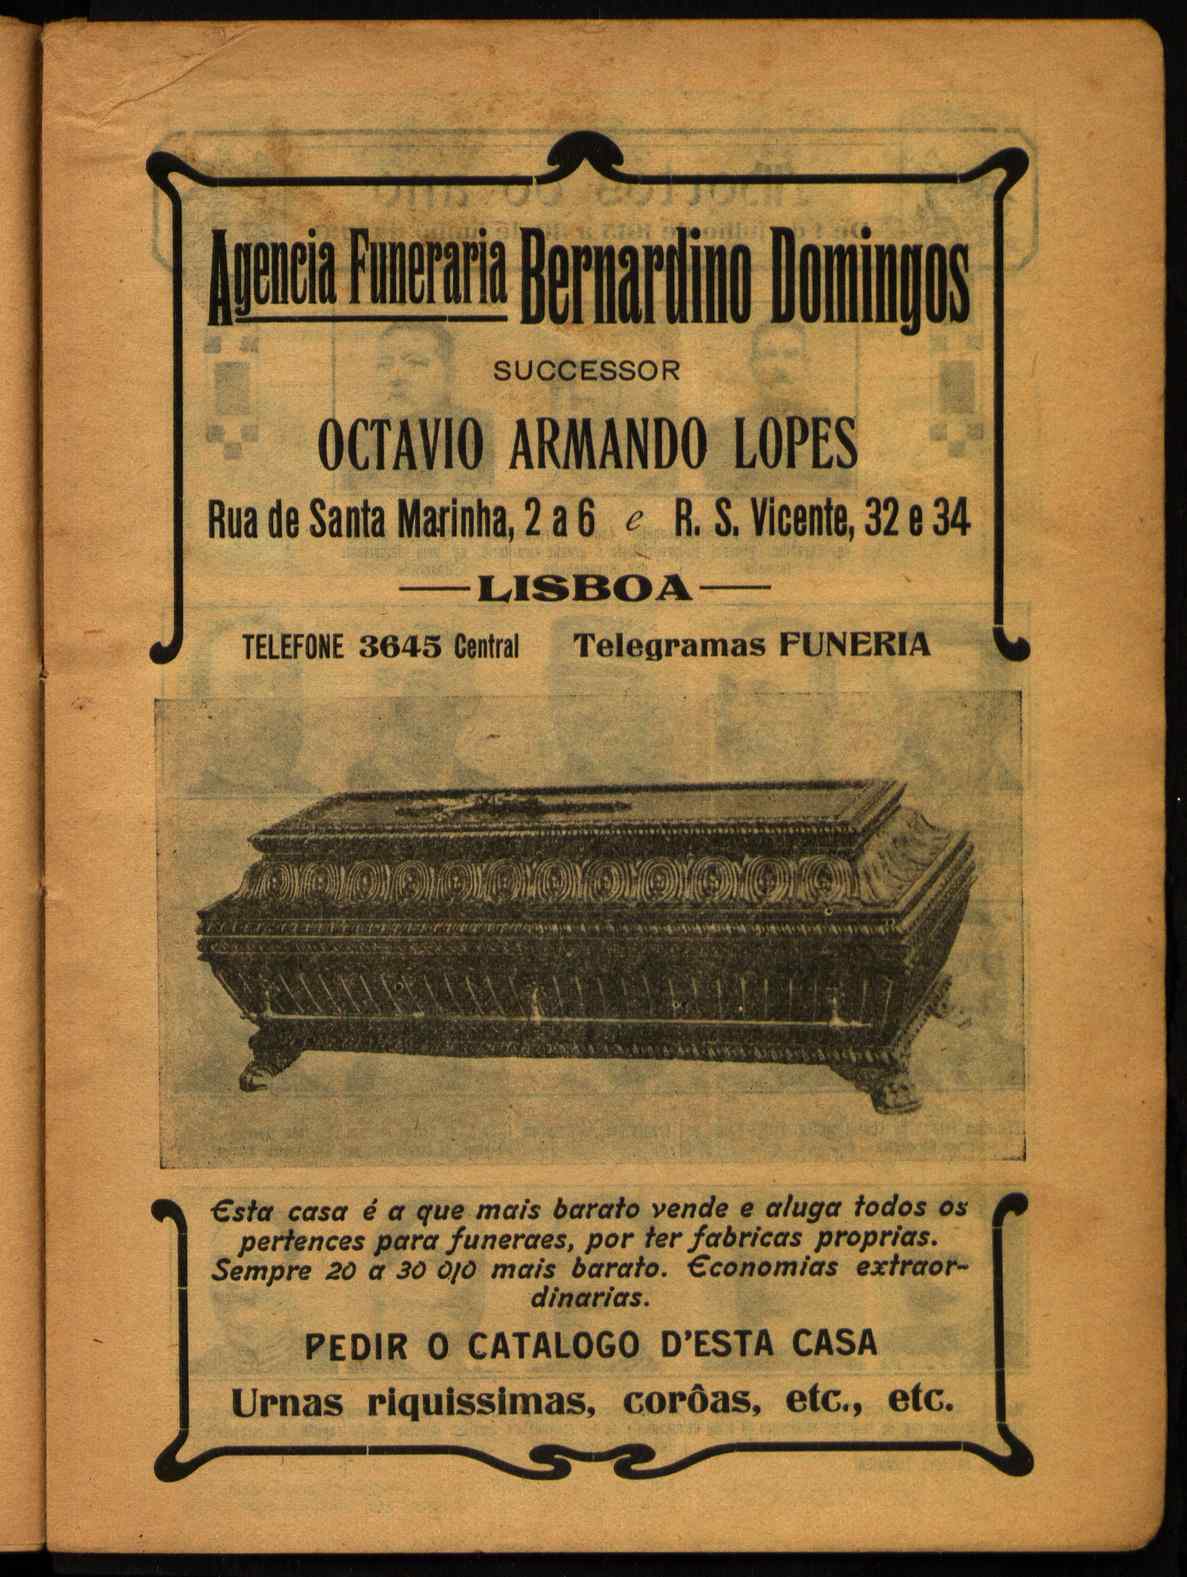 Agencia Funeraria Bernardino Domingos
SUCCESSOR
OCTAVIO ARMANDO LOPES
Rua de Santa Marinha, 2 a 6 e R. S. Vicente, 32 e 34
LISBOA
TELEFONE 3645 Central Telegramas FUNERIA
Esta casa é a que mais barato vende e aluga todos os
pertences para funeraes, por ter fabricas proprias.
Sempre 20 a 30 0/0 mais barato. Economias extraor-
dinarias.
PEDIR O CATALOGO D'ESTA CASA
Urnas riquissimas, corôas, etc., etc.